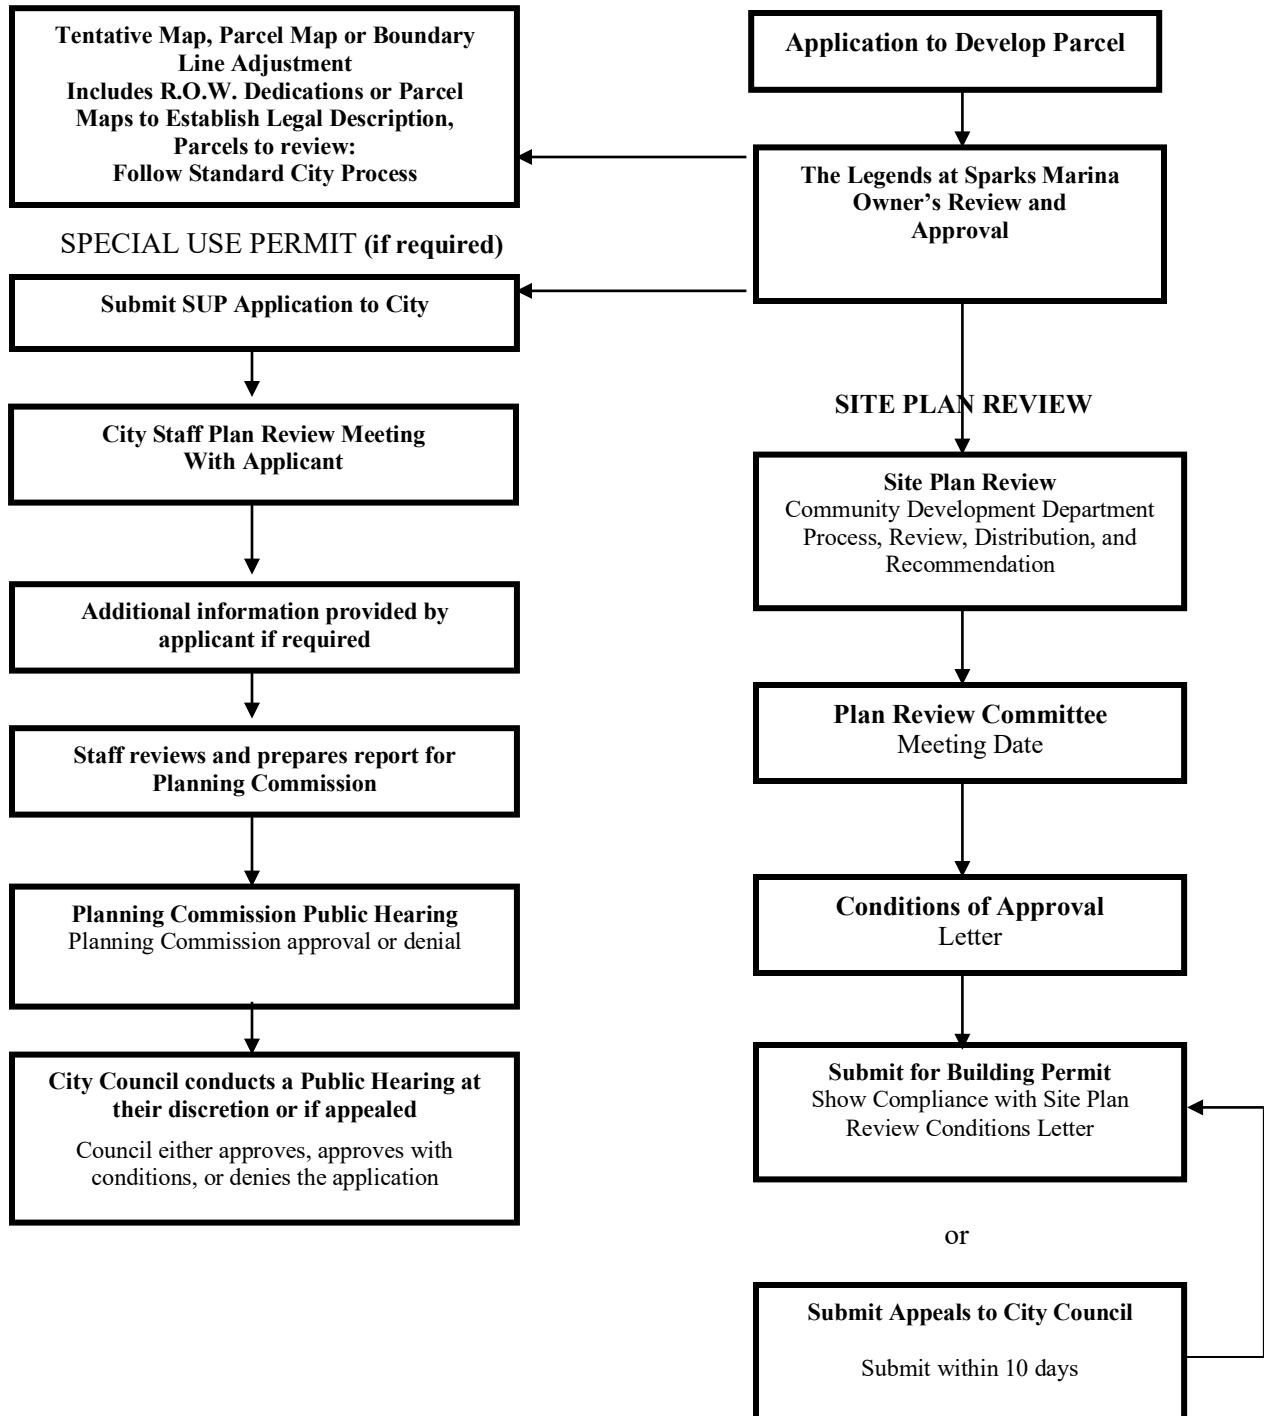 Tentative Map, Parcel Map or Boundary
Line Adjustment
Includes R.O.W. Dedications or Parcel
Maps to Establish Legal Description,
Parcels to review:
Follow Standard City Process
SPECIAL USE PERMIT (if required)
Submit SUP Application to City
City Staff Plan Review Meeting
With Applicant
Additional information provided by
applicant if required
Staff reviews and prepares report for
Planning Commission
Planning Commission Public Hearing
Planning Commission approval or denial
City Council conducts a Public Hearing at
their discretion or if appealed
Council either approves, approves with
conditions, or denies the application
Application to Develop Parcel
The Legends at Sparks Marina
Owner’s Review and
Approval
SITE PLAN REVIEW
Site Plan Review
Community Development Department
Process, Review, Distribution, and
Recommendation
Plan Review Committee
Meeting Date
Conditions of Approval
Letter
Submit for Building Permit
Show Compliance with Site Plan
Review Conditions Letter
or
Submit Appeals to City Council
Submit within 10 days